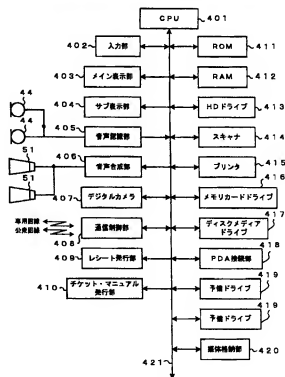 CPU 401
402 入力部
ROM 411
403 メイン表示部
RAM 412
44
404 サブ表示部
HDドライブ 413
44
405 音声認識部
スキャナ 414
51
406 音声合成部
プリンタ 415
51
407 デジタルカメラ
メモリカードドライブ 416
専用回線
公衆回線
通信制御部
408
ディスクメディア
ドライブ
417
409 レシート発行部
PDA接続部 418
410 チケット・マニュアル
発行部
予備ドライブ 419
予備ドライブ 419
媒体格納部 420
421